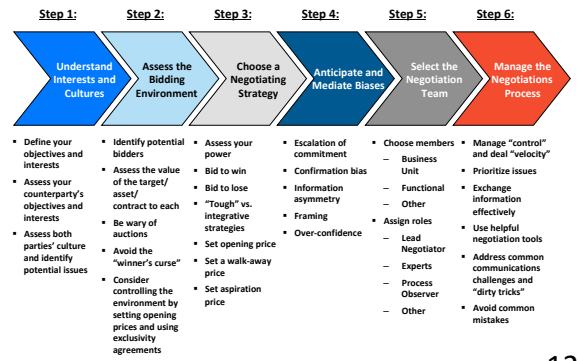 Step 1:
Step 2:
Step 3:
Step 4:
Step 5:
Step 6:
Understand
Interests and
Cultures
Assess the
Bidding
Environment
Choose a
Negotiating
Strategy
Anticipate and
Mediate Biases
Select the
Negotiation
Team
Manage the
Negotiations
Process
▪ Define your
objectives and
interests
▪ Assess your
counterparty's
objectives and
interests
▪ Assess both
parties' culture
and identify
potential issues
▪ Identify potential
bidders
▪ Assess the value
of the target/
asset/
contract to each
▪ Be wary of
auctions
▪ Avoid the
"winner's curse"
▪ Consider
controlling the
environment by
setting opening
prices and using
exclusivity
agreements
▪ Assess your
power
▪ Bid to win
▪ Bid to lose
▪ "Tough" vs.
integrative
strategies
▪ Set opening price
▪ Set a walk-away
price
▪ Set aspiration
price
▪ Escalation of
commitment
▪ Confirmation bias
▪ Information
asymmetry
▪ Framing
▪ Over-confidence
▪ Choose members
– Business
Unit
– Functional
– Other
▪ Assign roles
– Lead
Negotiator
– Experts
– Process
Observer
– Other
▪ Manage "control"
and deal "velocity"
▪ Prioritize issues
▪ Exchange
information
effectively
▪ Use helpful
negotiation tools
▪ Address common
communications
challenges and
"dirty tricks"
▪ Avoid common
mistakes